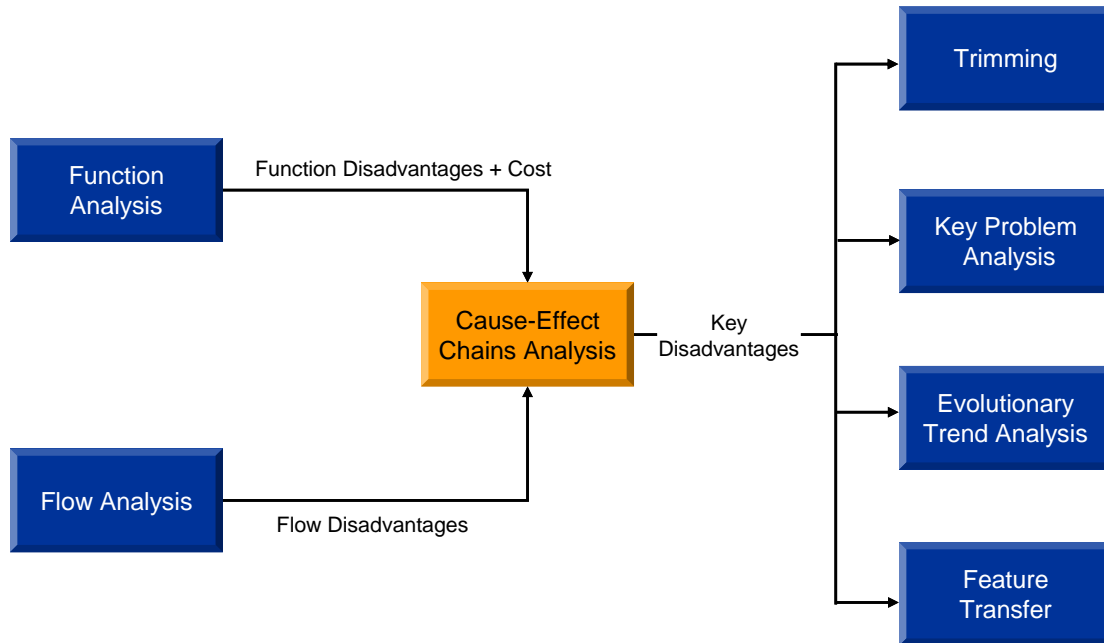 Trimming
Function
Analysis
Function Disadvantages + Cost
Key Problem
Analysis
Cause-Effect
Chains Analysis
Key
Disadvantages
Evolutionary
Trend Analysis
Flow Analysis
Flow Disadvantages
Feature
Transfer